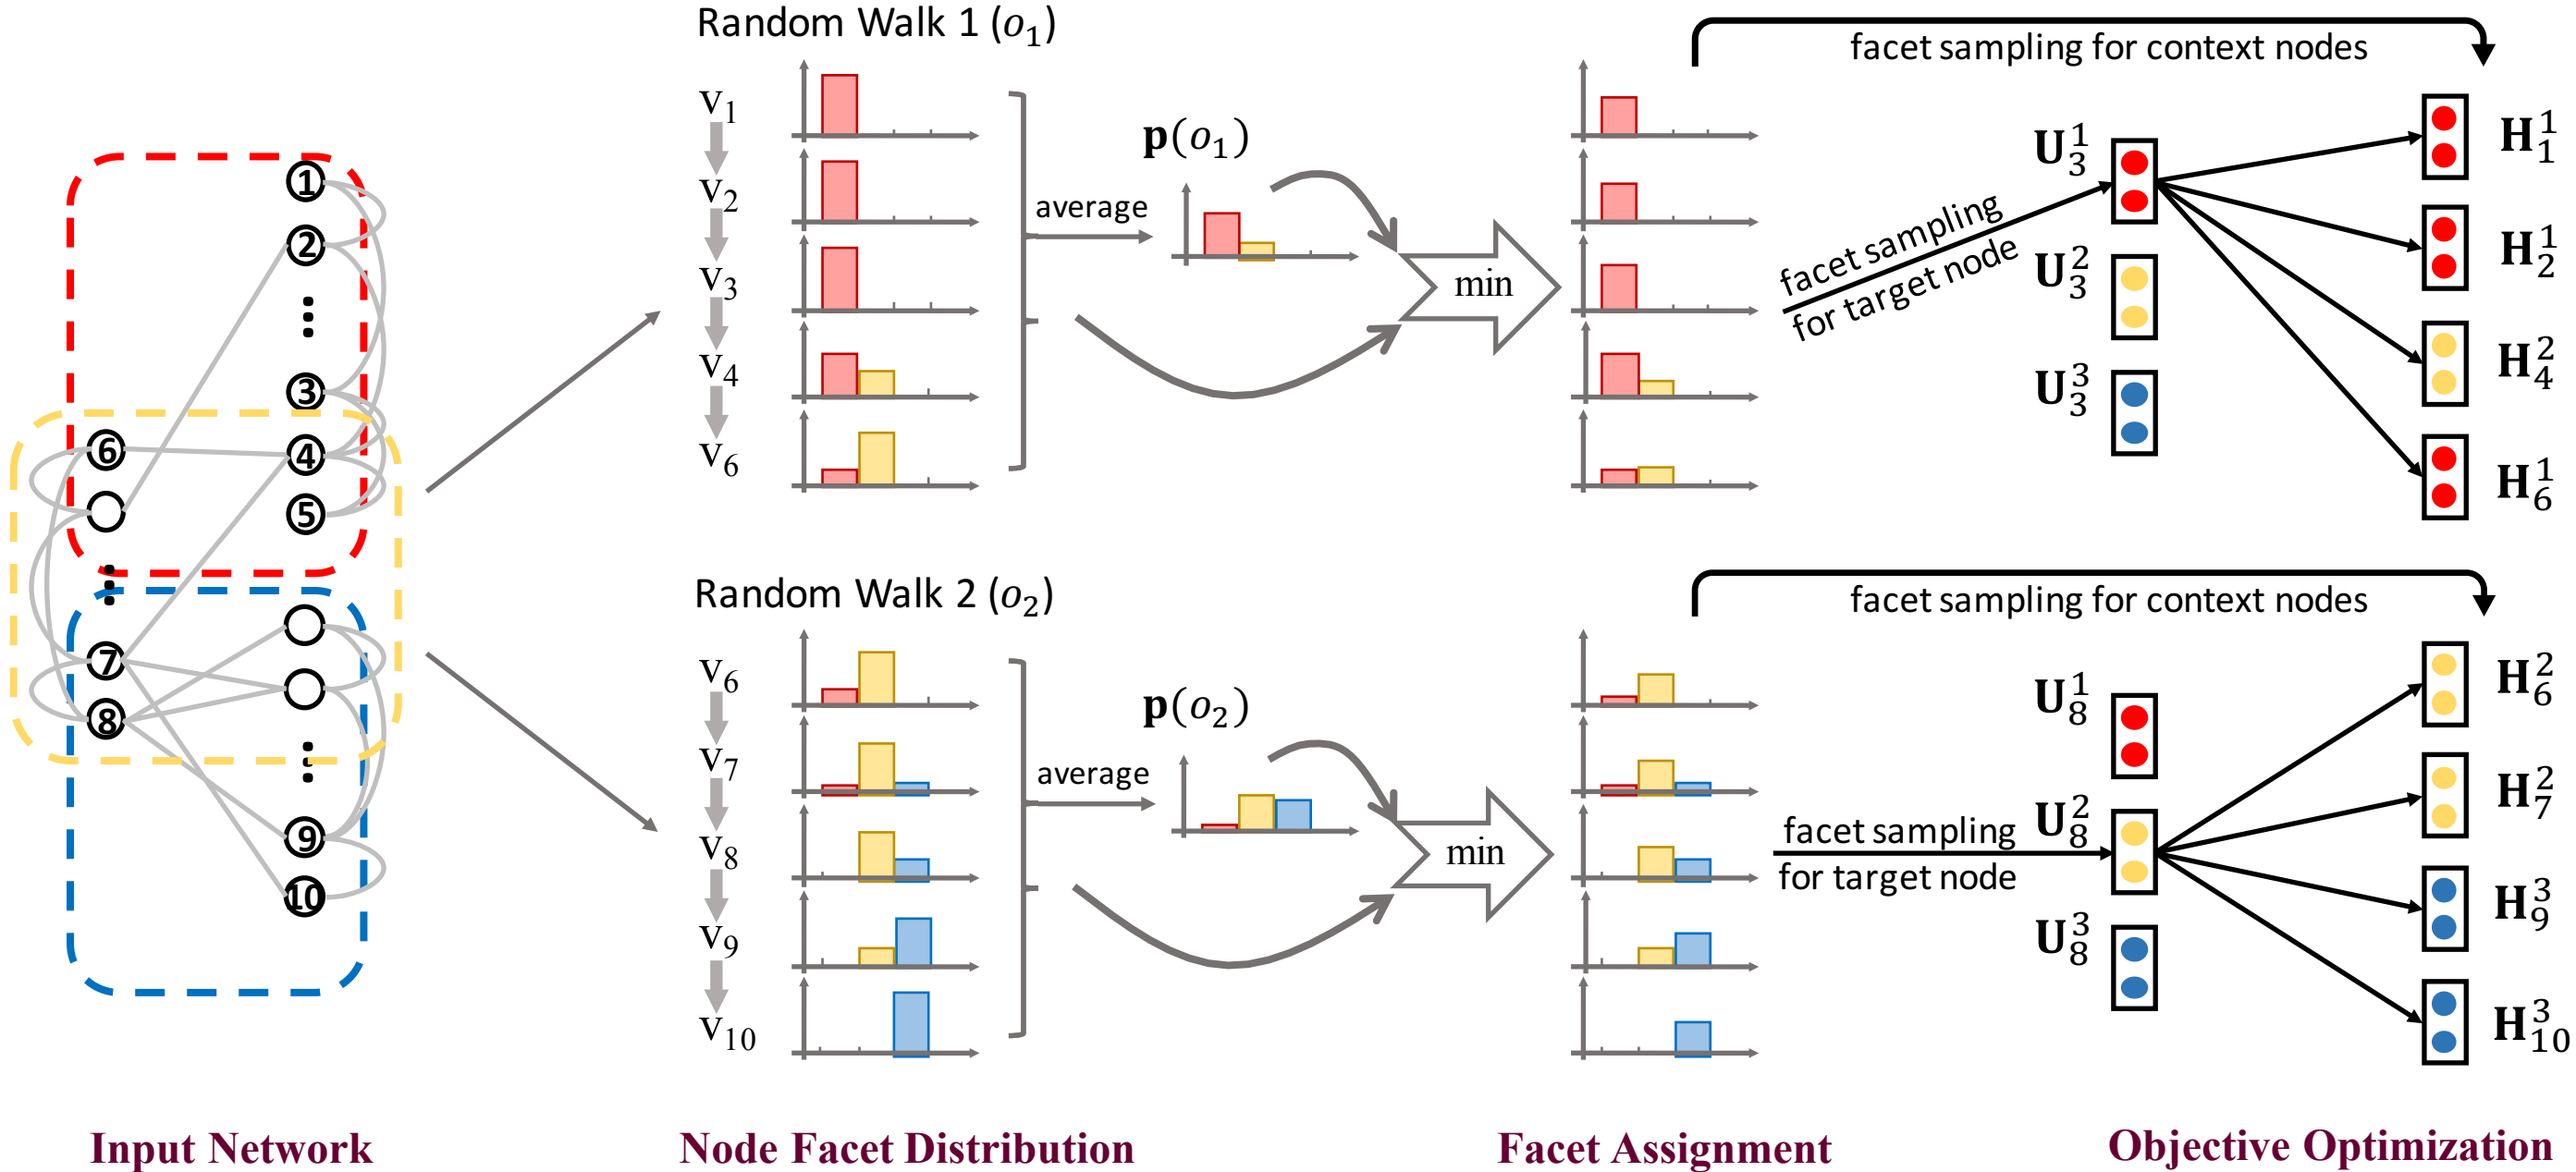 Random Walk 1 (o₁)
facet sampling for context nodes
v₁
v₂
v₃
v₄
v₆
average
p(o₁)
min
facet sampling
for target node
U₃¹
U₃²
U₃³
H₁¹
H₂¹
H₄²
H₆¹
1
2
3
4
5
6
7
8
9
10
Random Walk 2 (o₂)
facet sampling for context nodes
v₆
v₇
v₈
v₉
v₁₀
average
p(o₂)
min
facet sampling
for target node
U₈¹
U₈²
U₈³
H₆²
H₇²
H₉³
H₁₀³
Input Network
Node Facet Distribution
Facet Assignment
Objective Optimization